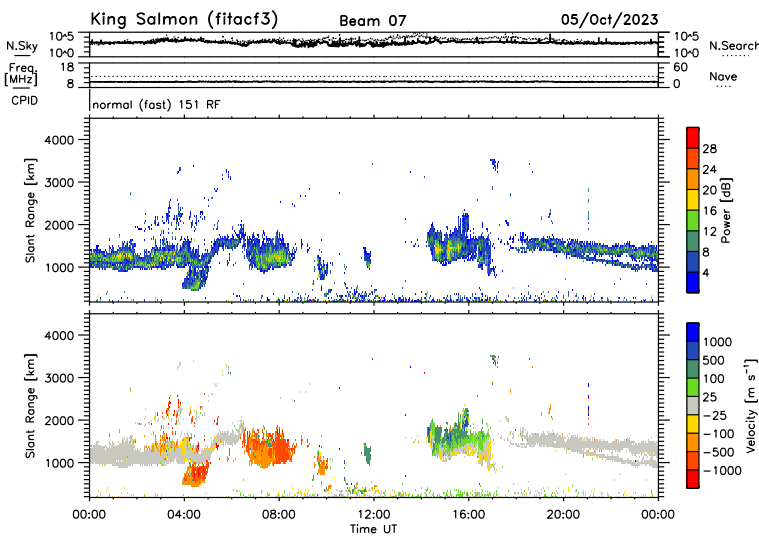 King Salmon (fitacf3) Beam 07 05/Oct/2023
N.Sky 10^5 10^0 10^5 10^0 N.Search
Freq. [MHz] 18 8 60 0 Nave
CPID normal (fast) 151 RF
Slant Range [km] 4000 3000 2000 1000
Power [dB] 28 24 20 16 12 8 4
Slant Range [km] 4000 3000 2000 1000
Velocity [m s^-1] 1000 500 100 25 -25 -100 -500 -1000
00:00 04:00 08:00 12:00 16:00 20:00 00:00
Time UT